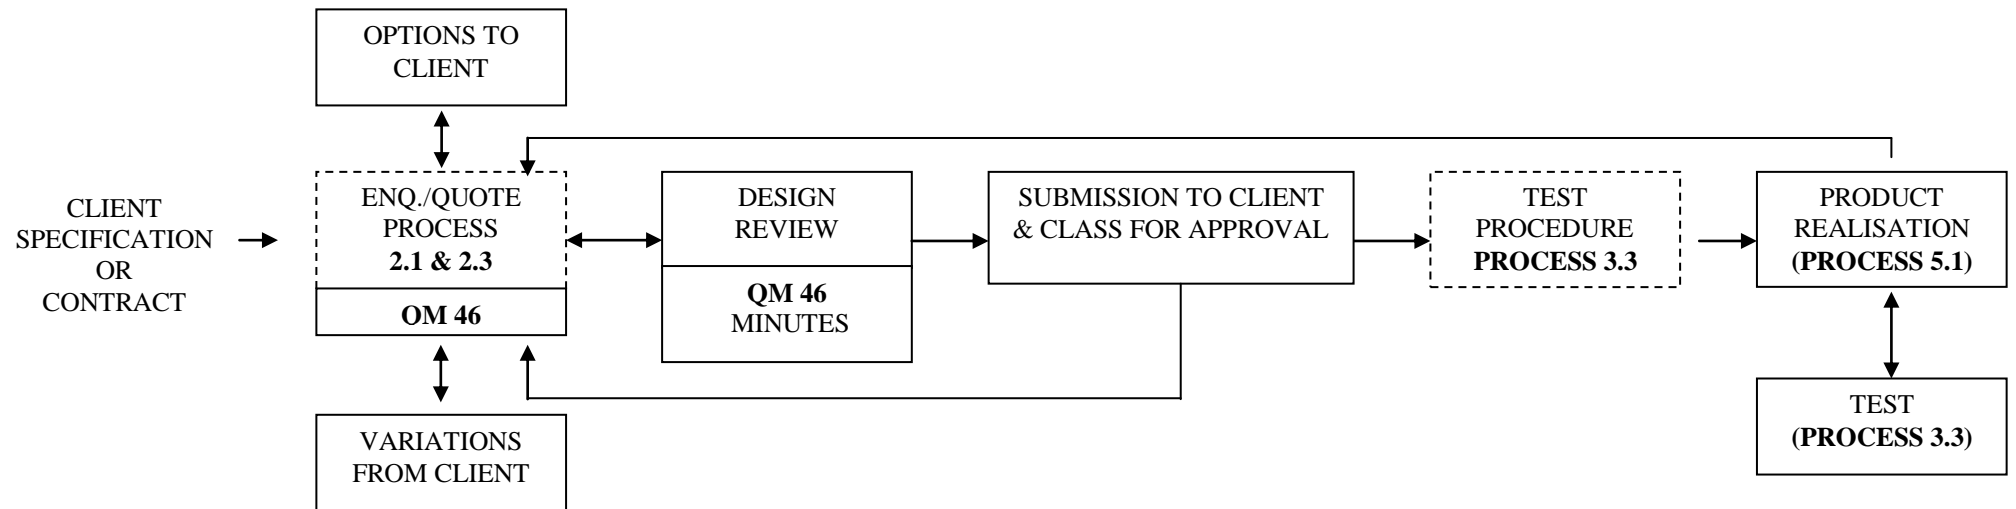 OPTIONS TO
CLIENT
CLIENT
SPECIFICATION
OR
CONTRACT
ENQ./QUOTE
PROCESS
2.1 & 2.3
OM 46
VARIATIONS
FROM CLIENT
DESIGN
REVIEW
QM 46
MINUTES
SUBMISSION TO CLIENT
& CLASS FOR APPROVAL
TEST
PROCEDURE
PROCESS 3.3
PRODUCT
REALISATION
(PROCESS 5.1)
TEST
(PROCESS 3.3)